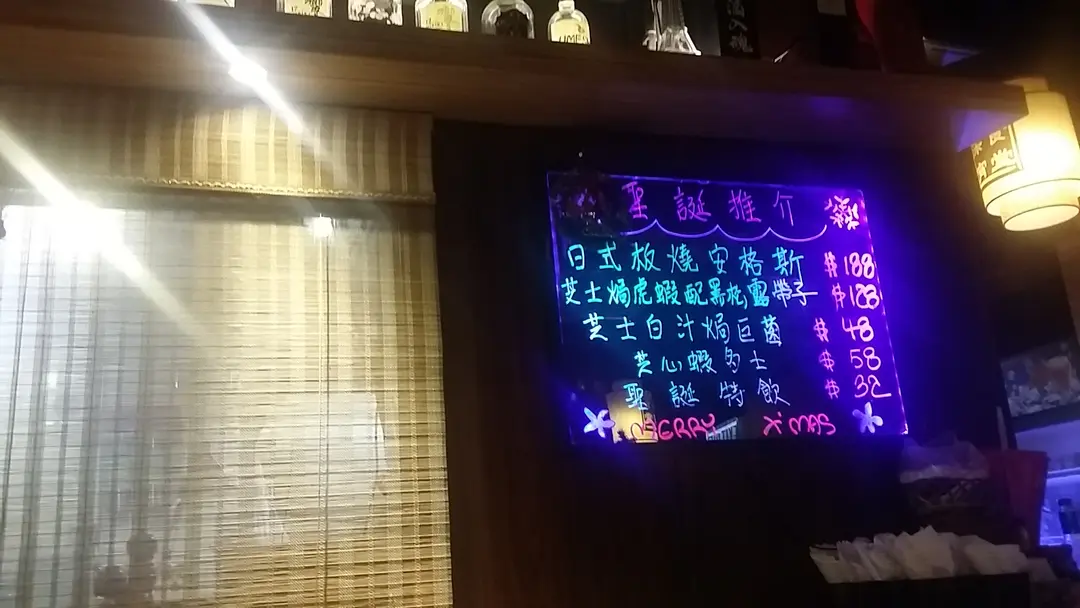 UME
聖誕推介
日式板燒安格斯 $188
芝士焗虎蝦配黑松露帶子 $128
芝士白汁焗巨菌 $48
芝心蝦多士 $58
聖誕特飲 $32
MERRY X'MAS